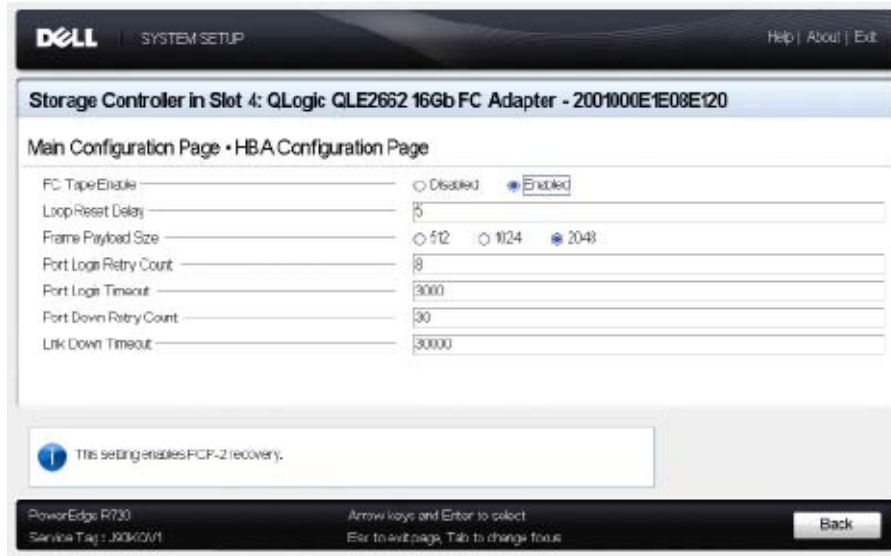 DELL SYSTEM SETUP Help | About | Exit
Storage Controller in Slot 4: QLogic QLE2662 16Gb FC Adapter - 2001000E1E08E120
Main Configuration Page • HBA Configuration Page
FC Tape Enable Disabled Enabled
Loop Reset Delay 5
Frame Payload Size 512 1024 2048
Port Login Retry Count 8
Port Login Timeout 3000
Port Down Retry Count 30
Link Down Timeout 30000
This setting enables FCP-2 recovery.
PowerEdge R730 Arrow keys and Enter to select
Service Tag : Esc to exit page, Tab to change focus
Back